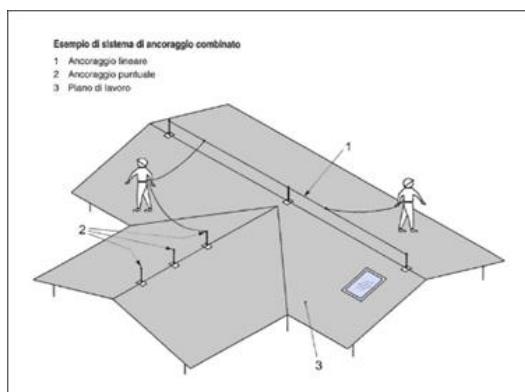 Esempio di sistema di ancoraggio combinato
1 Ancoraggio lineare
2 Ancoraggio puntuale
3 Piano di lavoro
1
2
3